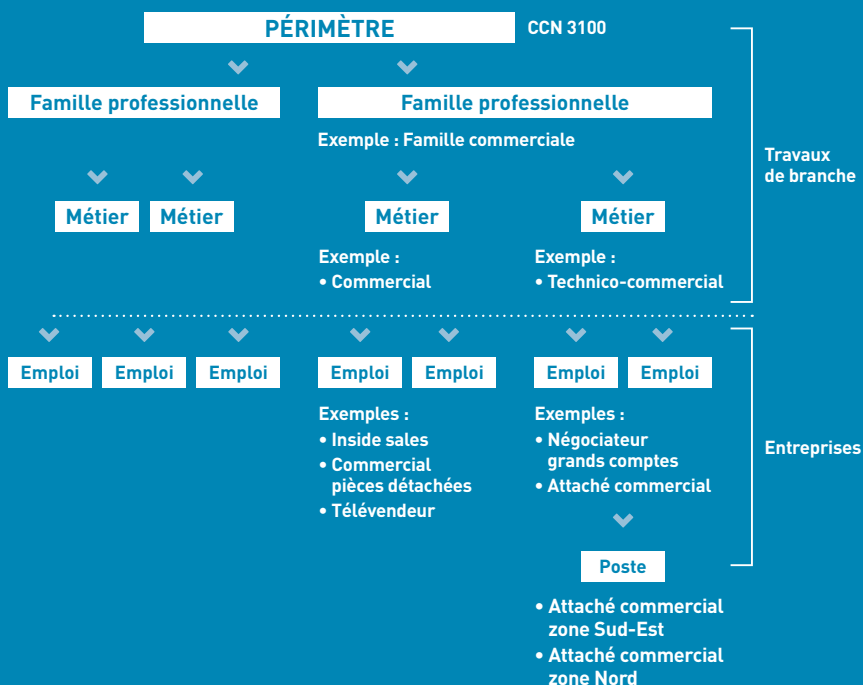 PÉRIMÈTRE
CCN 3100
Famille professionnelle
Famille professionnelle
Exemple : Famille commerciale
Travaux
de branche
Métier
Métier
Métier
Métier
Exemple :
• Commercial
Exemple :
• Technico-commercial
Emploi
Emploi
Emploi
Emploi
Emploi
Emploi
Emploi
Exemples :
• Inside sales
• Commercial
pièces détachées
• Télévendeur
Exemples :
• Négociateur
grands comptes
• Attaché commercial
Entreprises
Poste
• Attaché commercial
zone Sud-Est
• Attaché commercial
zone Nord